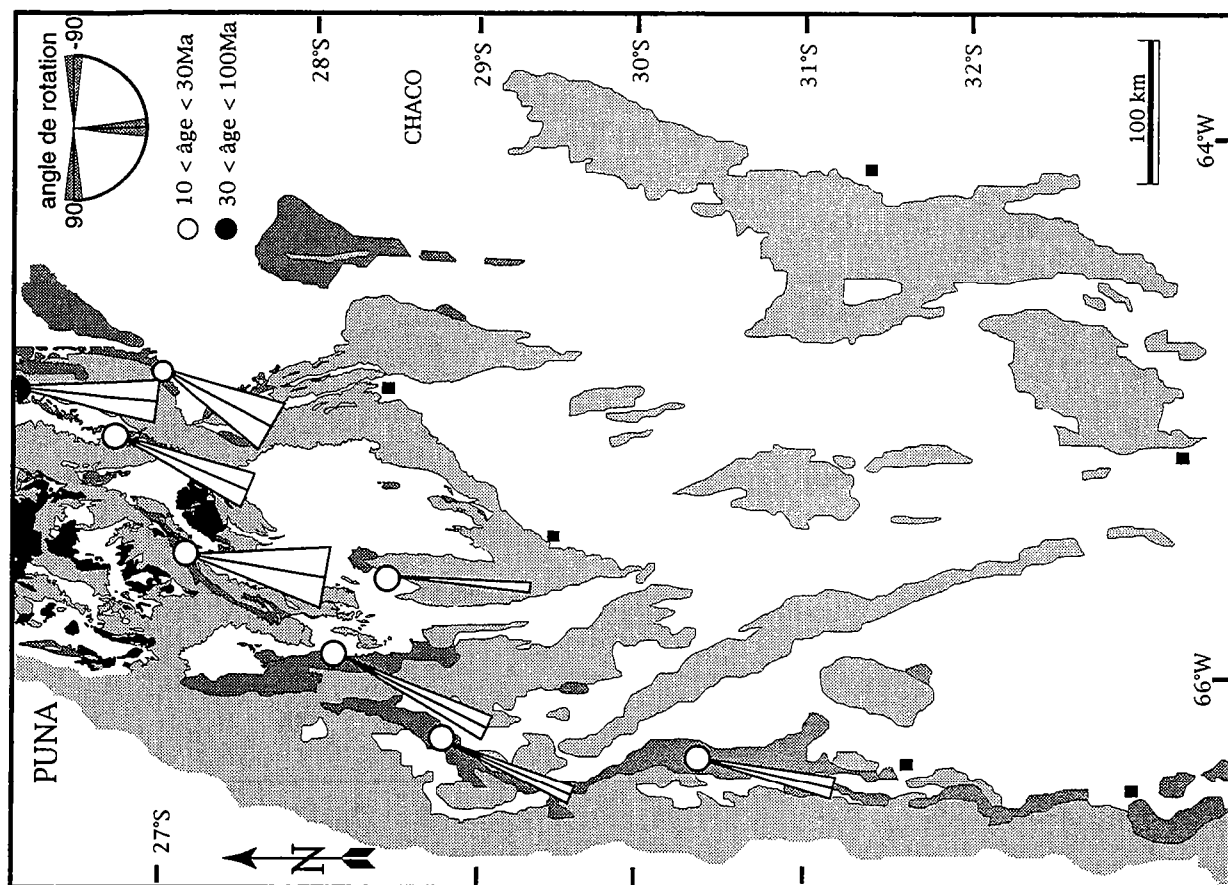 PUNA
27°S
N
90
-90
angle de rotation
10 < âge < 30Ma
30 < âge < 100Ma
28°S
29°S
30°S
31°S
32°S
CHACO
100 km
64°W
66°W